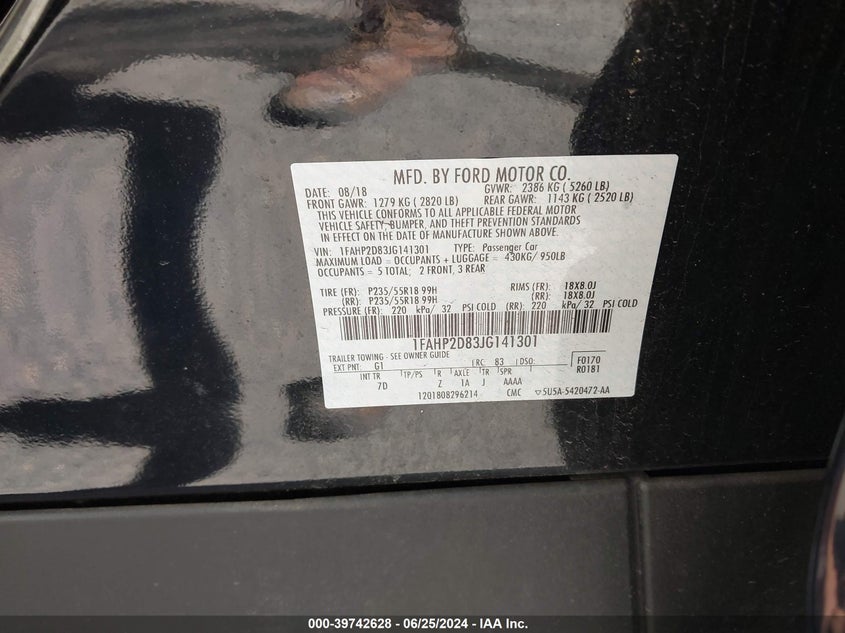 MFD. BY FORD MOTOR CO.
DATE: 08/18 GVWR: 2386 KG ( 5260 LB)
FRONT GAWR: 1279 KG ( 2820 LB) REAR GAWR: 1143 KG ( 2520 LB)
THIS VEHICLE CONFORMS TO ALL APPLICABLE FEDERAL MOTOR
VEHICLE SAFETY, BUMPER, AND THEFT PREVENTION STANDARDS
IN EFFECT ON THE DATE OF MANUFACTURE SHOWN ABOVE.
VIN: 1FAHP2D83JG141301 TYPE: Passenger Car
MAXIMUM LOAD = OCCUPANTS + LUGGAGE = 430KG/ 950LB
OCCUPANTS = 5 TOTAL; 2 FRONT, 3 REAR
TIRE (FR): P235/55R18 99H RIMS (FR): 18X8.0J
(RR): P235/55R18 99H (RR): 18X8.0J
PRESSURE (FR): 220 kPa/ 32 PSI COLD (RR): 220 kPa/ 32 PSI COLD
1FAHP2D83JG141301
TRAILER TOWING - SEE OWNER GUIDE
EXT PNT: G1 RC: 83 DSO: F0170
R0181
INT TR TP/PS R AXLE TR SPR
7D Z 1A J AAAA
1201808296214 CMC ▽5U5A-5420472-AA
000-39742628 - 06/25/2024 - IAA Inc.